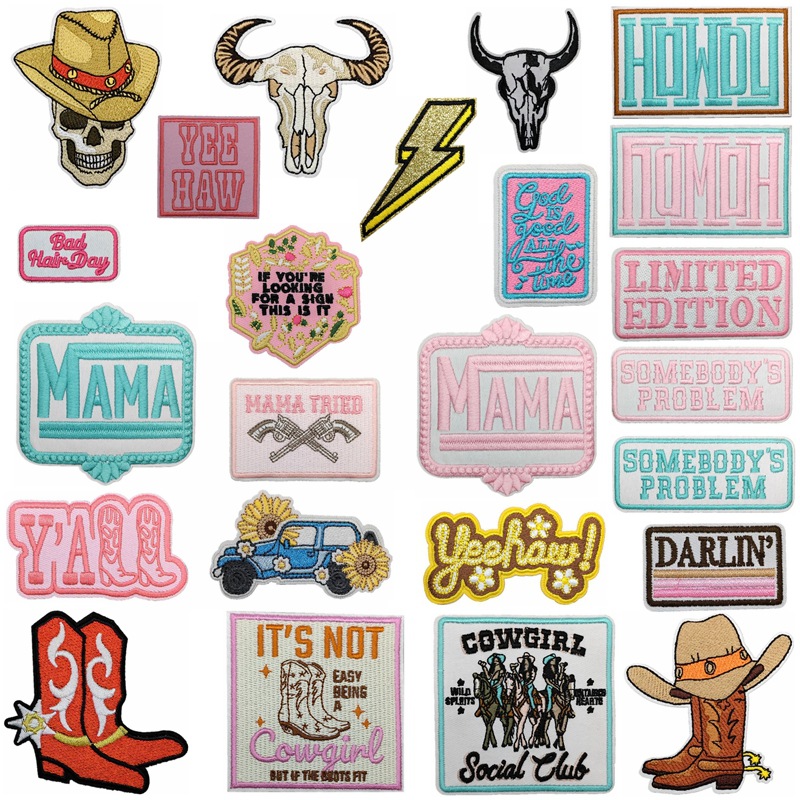 HOWDY
YEE
HAW
HOWDY
God
IS
good
ALL
the
time
Bad
Hair Day
IF YOU'RE
LOOKING
FOR A SIGN
THIS IS IT
LIMITED
EDITION
MAMA
MAMA TRIED
MAMA
SOMEBODY'S
PROBLEM
SOMEBODY'S
PROBLEM
Y'ALL
Yeehaw!
DARLIN'
IT'S NOT
EASY
BEING
A
Cowgirl
BUT IF THE BOOTS FIT
COWGIRL
WILD
SPIRITS
UNTAMED
HEARTS
Social Club